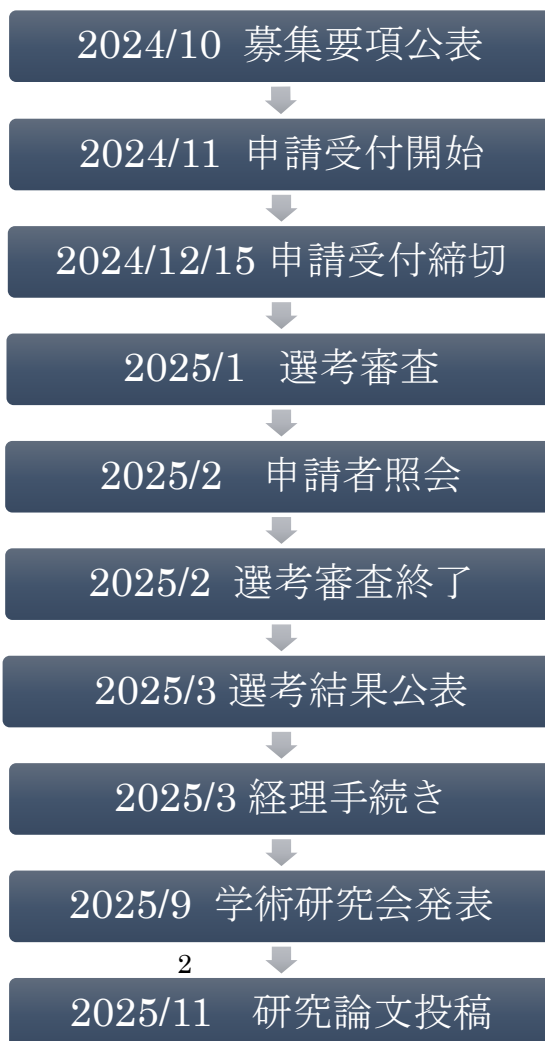 2024/10 募集要項公表
2024/11 申請受付開始
2024/12/15 申請受付締切
2025/1 選考審査
2025/2 申請者照会
2025/2 選考審査終了
2025/3 選考結果公表
2025/3 経理手続き
2025/9 学術研究会発表
2
2025/11 研究論文投稿